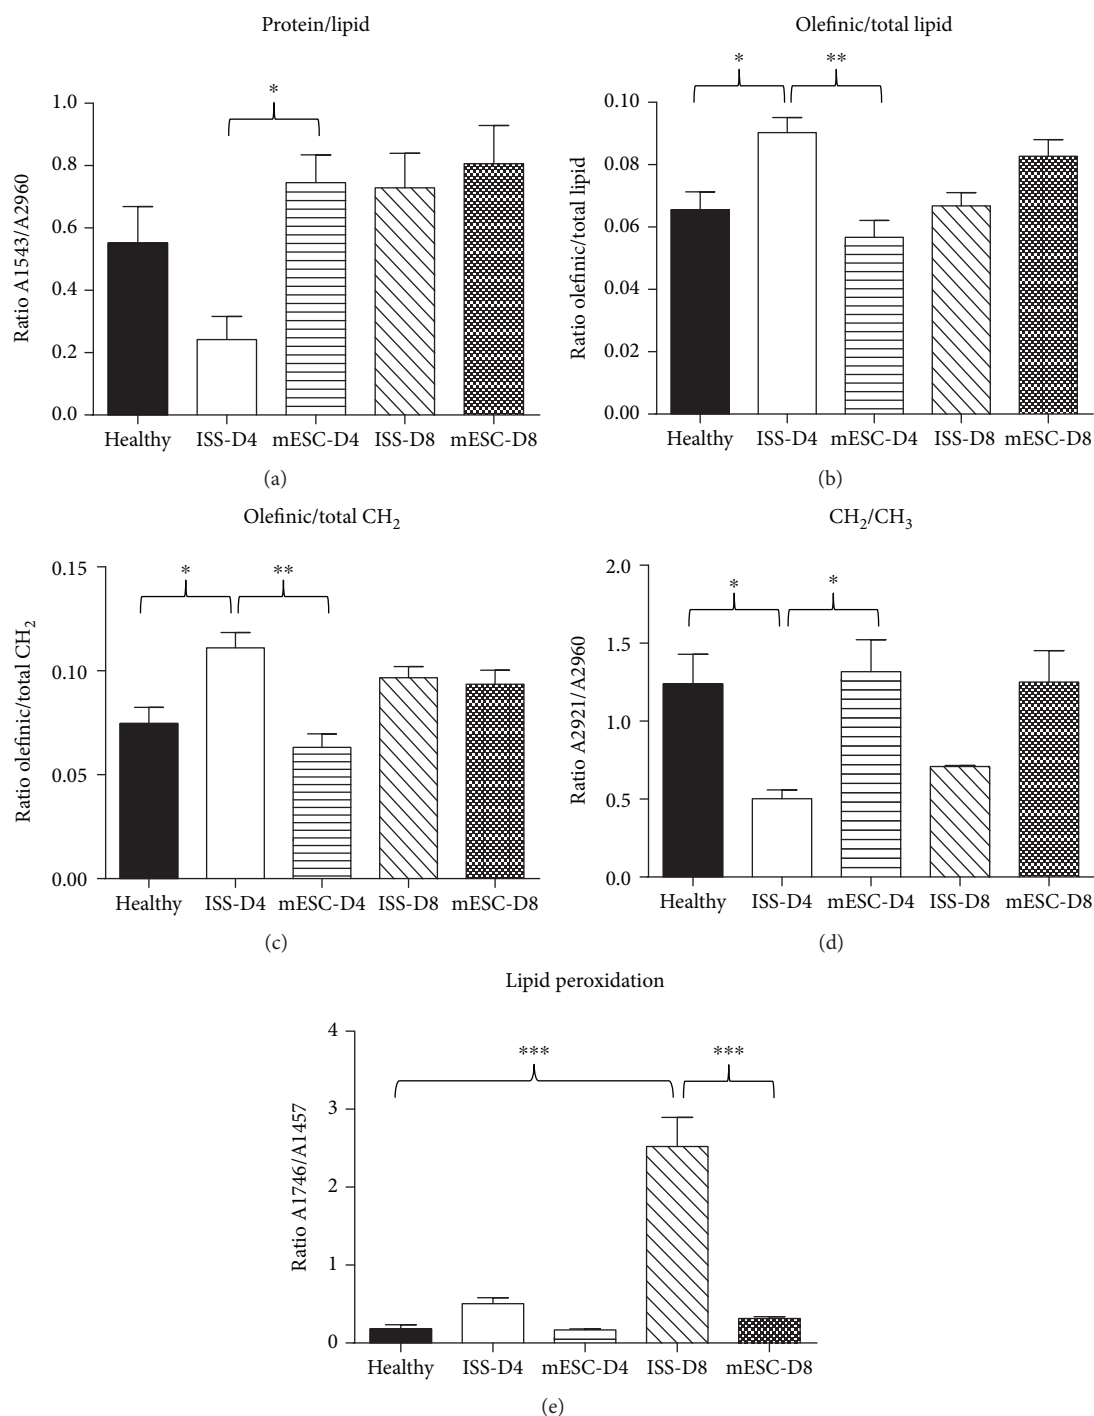 Protein/lipid
*
Ratio A1543/A2960
1.0
0.8
0.6
0.4
0.2
0.0
Healthy ISS-D4 mESC-D4 ISS-D8 mESC-D8
(a)
Olefinic/total lipid
* **
Ratio olefinic/total lipid
0.10
0.08
0.06
0.04
0.02
0.00
Healthy ISS-D4 mESC-D4 ISS-D8 mESC-D8
(b)
Olefinic/total CH₂
* **
Ratio olefinic/total CH₂
0.15
0.10
0.05
0.00
Healthy ISS-D4 mESC-D4 ISS-D8 mESC-D8
(c)
CH₂/CH₃
* *
Ratio A2921/A2960
2.0
1.5
1.0
0.5
0.0
Healthy ISS-D4 mESC-D4 ISS-D8 mESC-D8
(d)
Lipid peroxidation
*** ***
Ratio A1746/A1457
4
3
2
1
0
Healthy ISS-D4 mESC-D4 ISS-D8 mESC-D8
(e)